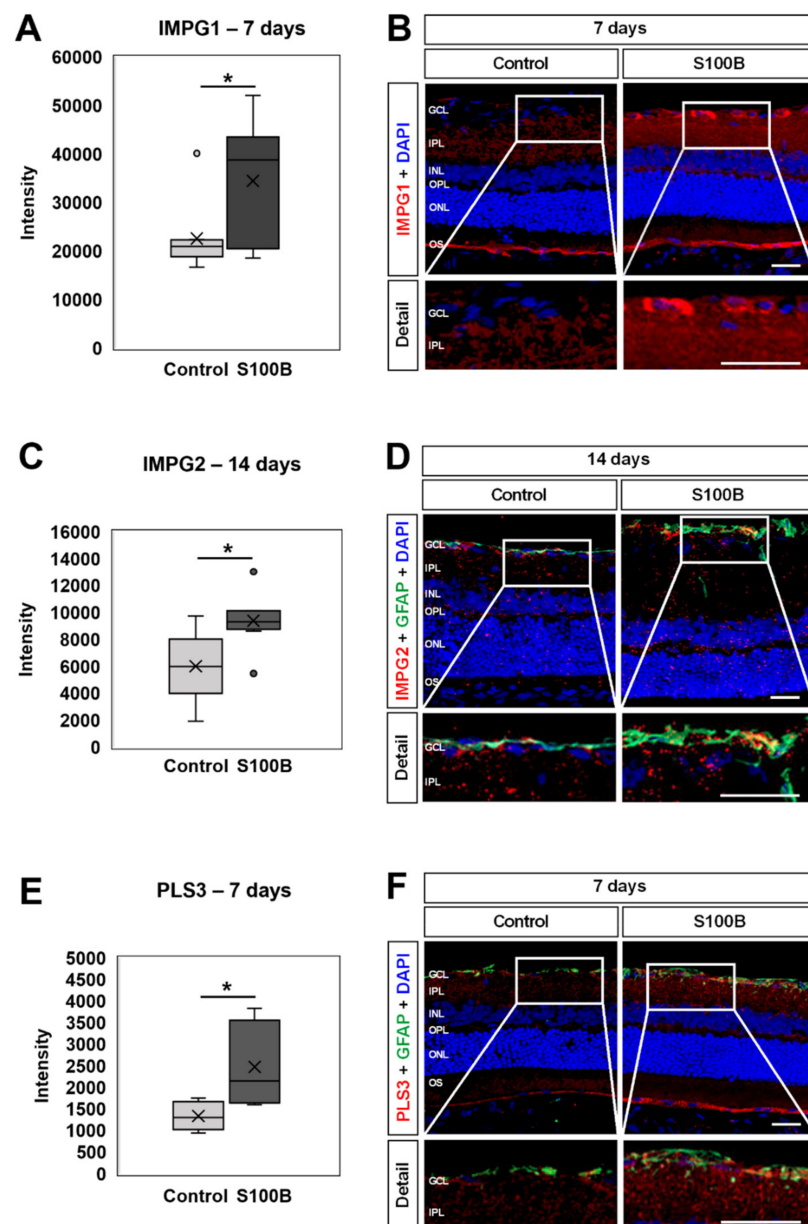 A
IMPG1 – 7 days
60000
50000
40000
30000
20000
10000
0
Intensity
*
Control S100B
B
7 days
Control
S100B
IMPG1 + DAPI
GCL
IPL
INL
OPL
ONL
OS
Detail
GCL
IPL
C
IMPG2 – 14 days
16000
14000
12000
10000
8000
6000
4000
2000
0
Intensity
*
Control S100B
D
14 days
Control
S100B
IMPG2 + GFAP + DAPI
GCL
IPL
INL
OPL
ONL
OS
Detail
GCL
IPL
E
PLS3 – 7 days
5000
4500
4000
3500
3000
2500
2000
1500
1000
500
0
Intensity
*
Control S100B
F
7 days
Control
S100B
PLS3 + GFAP + DAPI
GCL
IPL
INL
OPL
ONL
OS
Detail
GCL
IPL